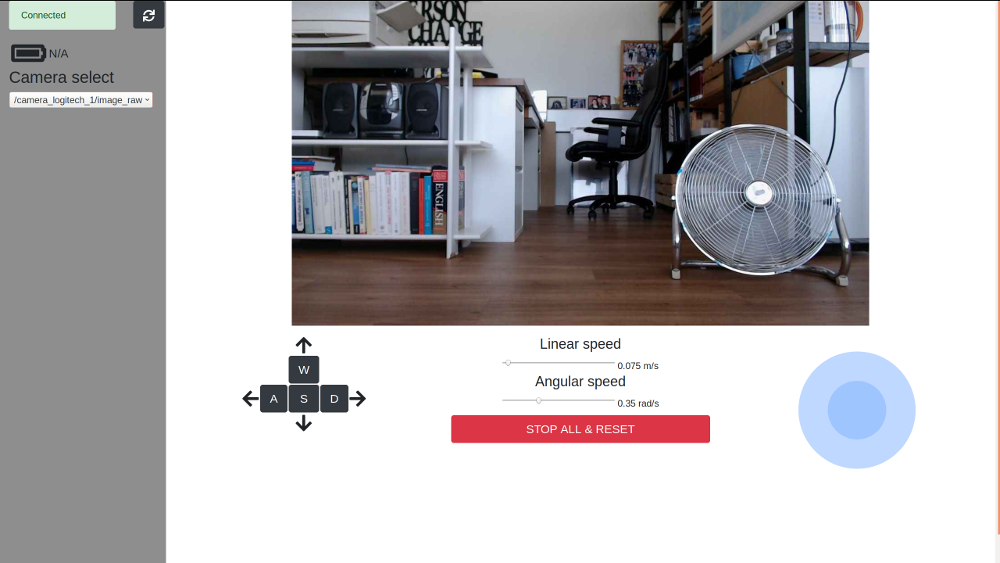 Connected
N/A
Camera select
/camera_logitech_1/image_raw
RSON
CHANGE
ENGLISH
Linear speed
0.075 m/s
W
A
S
D
Angular speed
0.35 rad/s
STOP ALL & RESET